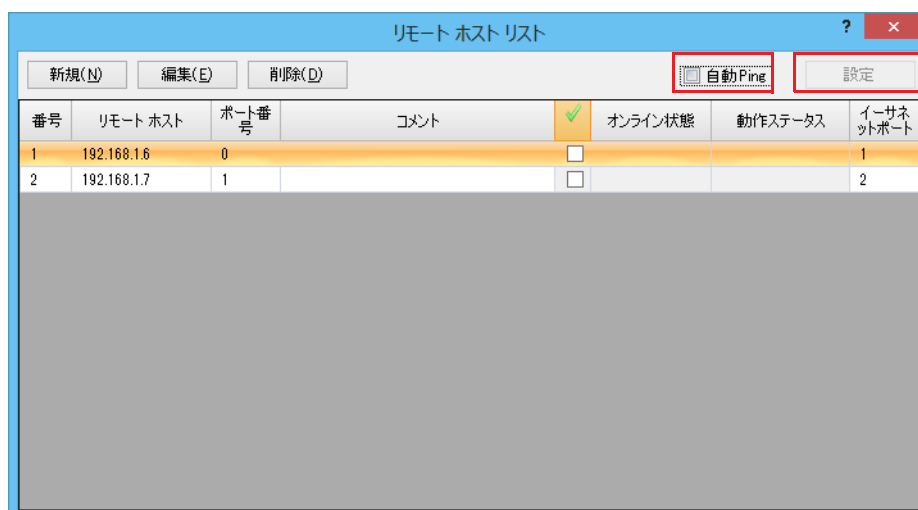 リモート ホスト リスト
?
×
新規(N) 編集(E) 削除(D) 自動Ping 設定
番号 リモート ホスト ポート番号 コメント オンライン状態 動作ステータス イーサネットポート
1 192.168.1.6 0 1
2 192.168.1.7 1 2